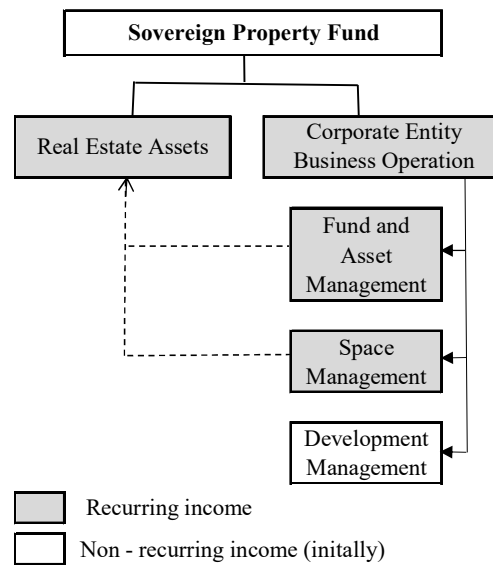 Sovereign Property Fund
Real Estate Assets
Corporate Entity
Business Operation
Fund and
Asset
Management
Space
Management
Development
Management
Recurring income
Non - recurring income (initally)